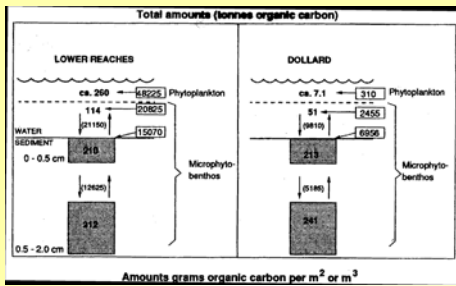 Total amounts (tonnes organic carbon)
LOWER REACHES
DOLLARD
ca. 260
48225
Phytoplankton
ca. 7.1
310
Phytoplankton
114
20825
51
2455
(21150)
(9810)
WATER
15070
6956
SEDIMENT
0 - 0.5 cm
210
213
Microphyto-
benthos
Microphyto-
benthos
(12625)
(5185)
312
241
0.5 - 2.0 cm
Amounts grams organic carbon per m² or m³